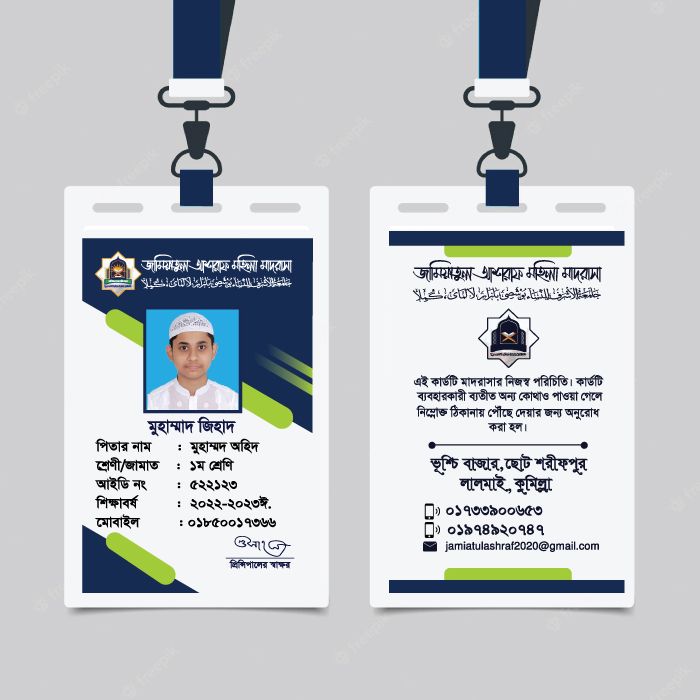 জামিয়াতুল আশরাফ মহিলা মাদরাসা
মুহাম্মাদ জিহাদ
পিতার নাম : মুহাম্মদ অহিদ
শ্রেণী/জামাত : ১ম শ্রেণি
আইডি নং : ৫২২১২৩
শিক্ষাবর্ষ : ২০২২-২০২৩ঈ.
মোবাইল : ০১৮৫০০১৭৩৬৬
প্রিন্সিপালের স্বাক্ষর
জামিয়াতুল আশরাফ মহিলা মাদরাসা
এই কার্ডটি মাদরাসার নিজস্ব পরিচিতি। কার্ডটি
ব্যবহারকারী ব্যতীত অন্য কোথাও পাওয়া গেলে
নিম্নোক্ত ঠিকানায় পৌঁছে দেয়ার জন্য অনুরোধ
করা হল।
ভূশ্চি বাজার,ছোট শরীফপুর
লালমাই, কুমিল্লা
০১৭৩৩৯০০৬৫৩
০১৯৭৪৯২০৭৪৭
jamiatulashraf2020@gmail.com